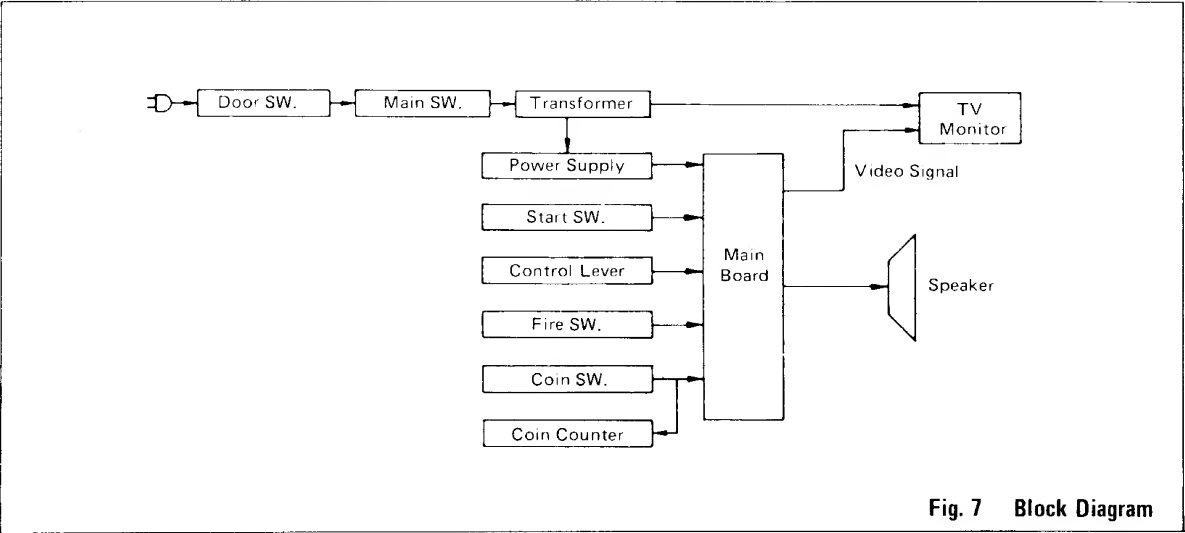 Door SW.
Main SW.
Transformer
TV
Monitor
Power Supply
Video Signal
Start SW.
Main
Board
Control Lever
Speaker
Fire SW.
Coin SW.
Coin Counter
Fig. 7 Block Diagram